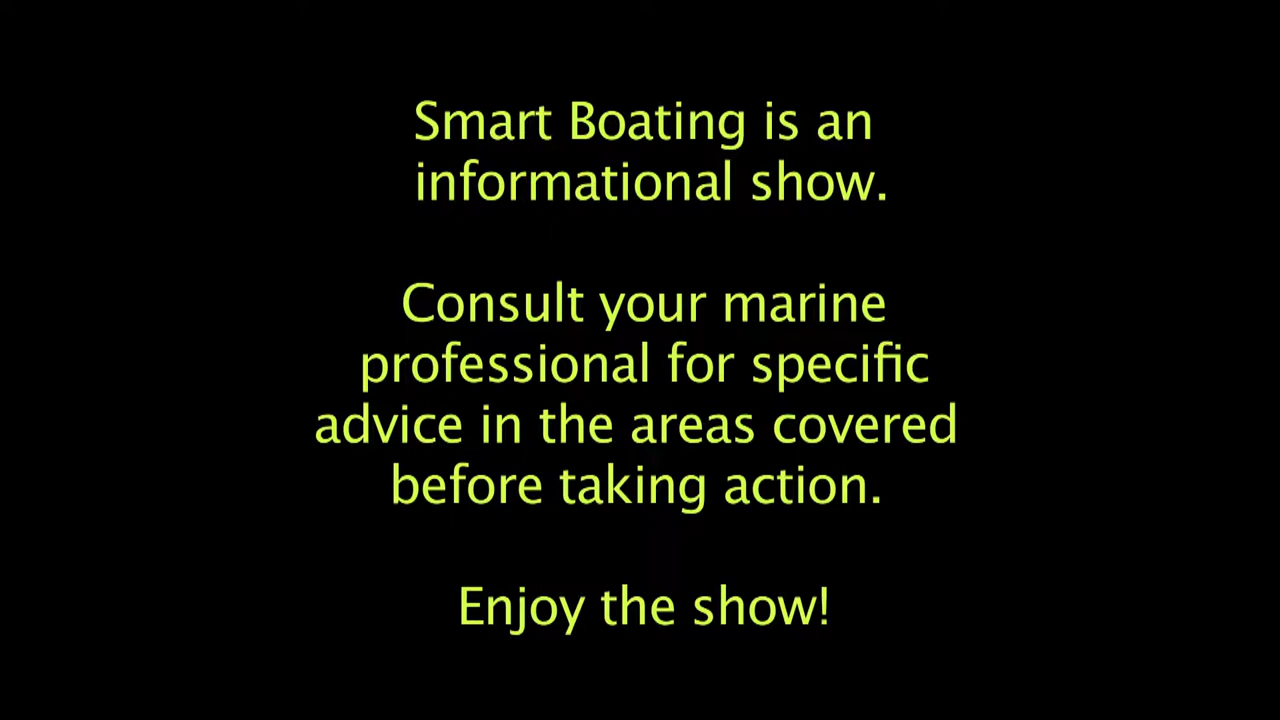 Smart Boating is an
informational show.
Consult your marine
professional for specific
advice in the areas covered
before taking action.
Enjoy the show!